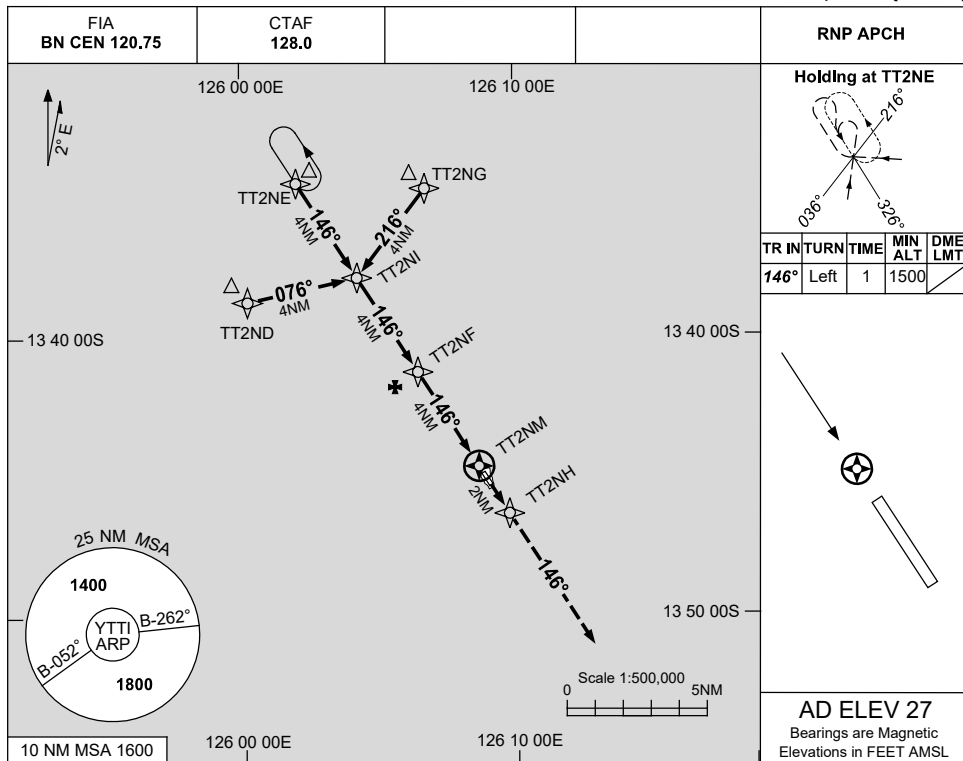 FIA
BN CEN 120.75
CTAF
128.0
RNP APCH
126 00 00E
126 10 00E
2° E
Holding at TT2NE
216°
036°
326°
TR IN TURN TIME MIN ALT DME LMT
146° Left 1 1500
TT2NE
TT2NG
146°
4NM
216°
4NM
TT2NI
076°
4NM
TT2ND
146°
4NM
TT2NF
13 40 00S
13 40 00S
146°
4NM
TT2NM
TT2NH
2NM
146°
25 NM MSA
1400
YTTI
ARP
B-262°
B-052°
1800
13 50 00S
Scale 1:500,000
0 5NM
10 NM MSA 1600
126 00 00E
126 10 00E
AD ELEV 27
Bearings are Magnetic
Elevations in FEET AMSL